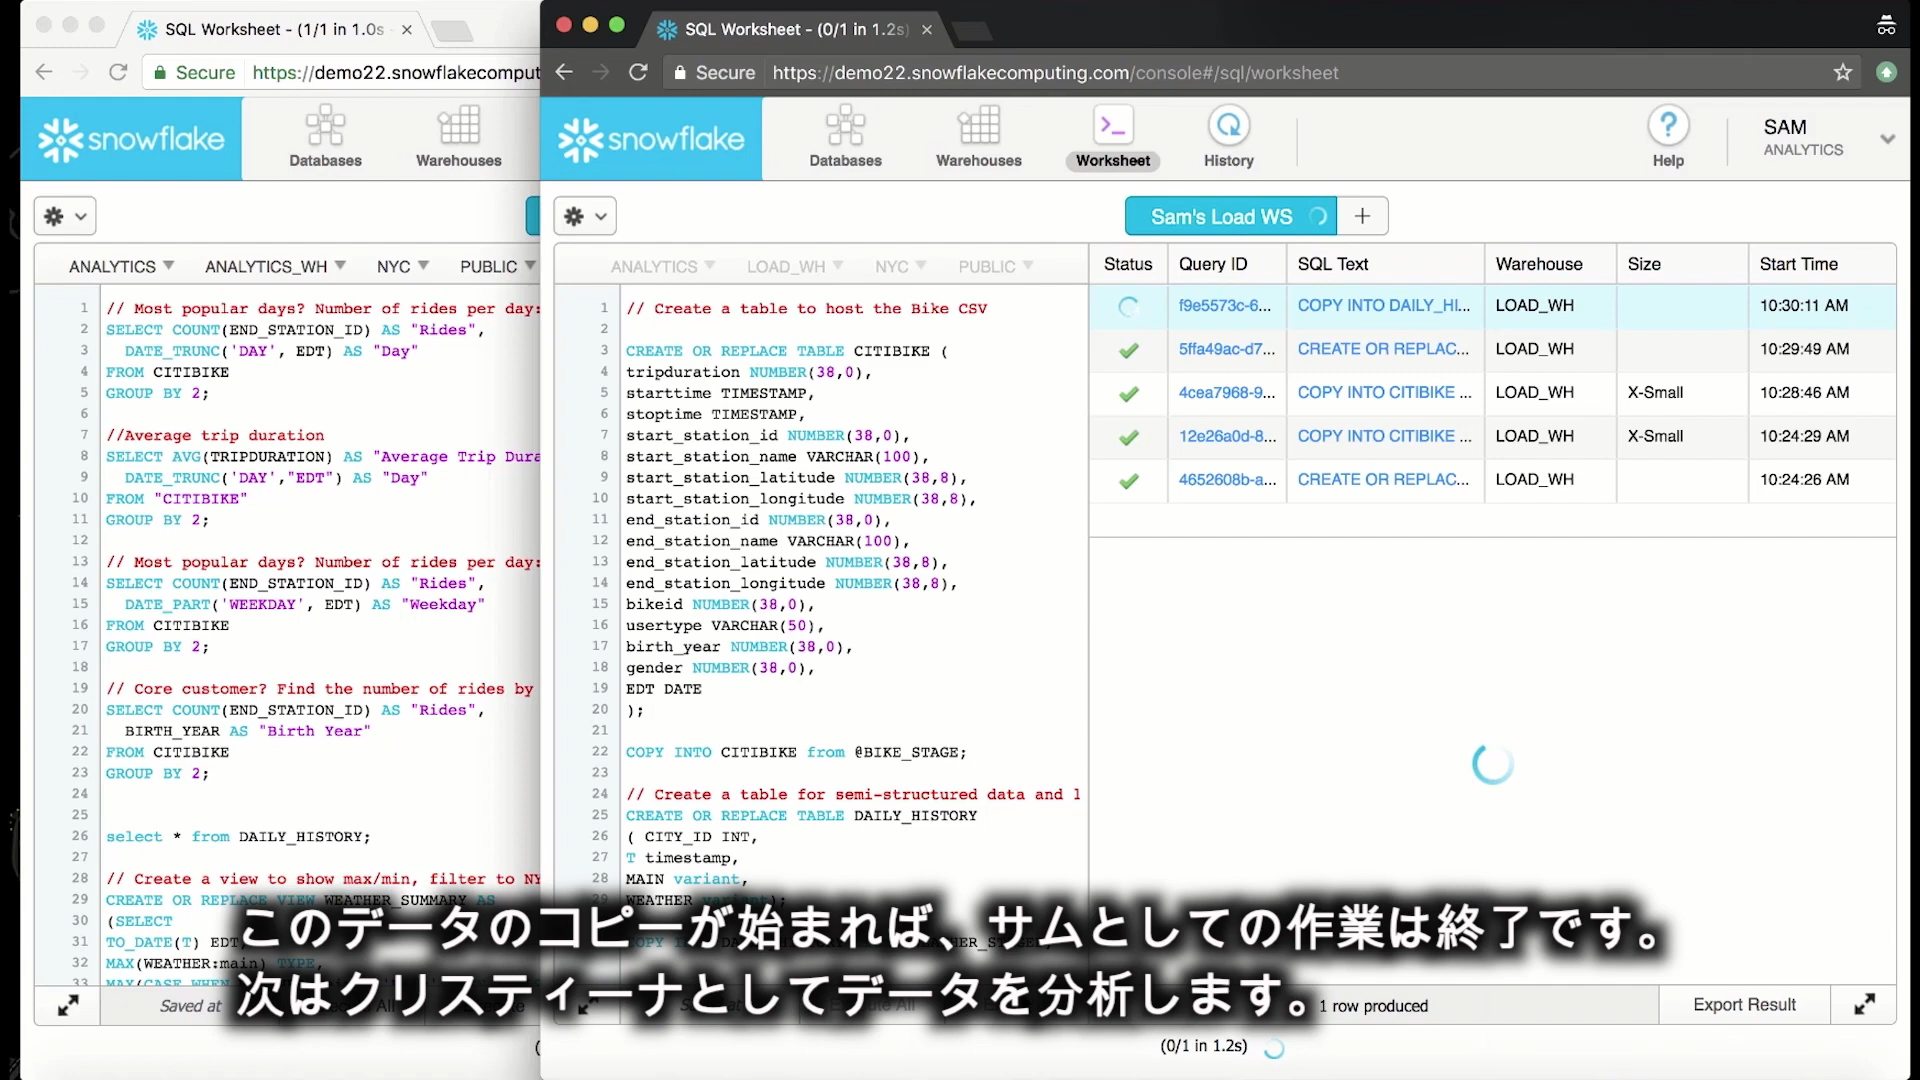 SQL Worksheet - (1/1 in 1.0s
Secure
https://demo22.snowflakecomput
snowflake
Databases
Warehouses
ANALYTICS
ANALYTICS_WH
NYC
PUBLIC
1 // Most popular days? Number of rides per day:
2 SELECT COUNT(END_STATION_ID) AS "Rides",
3 DATE_TRUNC('DAY', EDT) AS "Day"
4 FROM CITIBIKE
5 GROUP BY 2;
6
7 //Average trip duration
8 SELECT AVG(TRIPDURATION) AS "Average Trip Dura
9 DATE_TRUNC('DAY',"EDT") AS "Day"
10 FROM "CITIBIKE"
11 GROUP BY 2;
12
13 // Most popular days? Number of rides per day:
14 SELECT COUNT(END_STATION_ID) AS "Rides",
15 DATE_PART('WEEKDAY', EDT) AS "Weekday"
16 FROM CITIBIKE
17 GROUP BY 2;
18
19 // Core customer? Find the number of rides by
20 SELECT COUNT(END_STATION_ID) AS "Rides",
21 BIRTH_YEAR AS "Birth Year"
22 FROM CITIBIKE
23 GROUP BY 2;
24
25
26 select * from DAILY_HISTORY;
27
28 // Create a view to show max/min, filter to NY
29 CREATE OR REPLACE VIEW WEATHER_SUMMARY AS
30 (SELECT
31 TO_DATE(T) EDT
32 MAX(WEATHER:main) TYPE,
33 MAX(CASE WHEN
Saved at
SQL Worksheet - (0/1 in 1.2s)
Secure
https://demo22.snowflakecomputing.com/console#/sql/worksheet
snowflake
Databases
Warehouses
Worksheet
History
Help
SAM
ANALYTICS
Sam's Load WS
+
ANALYTICS
LOAD_WH
NYC
PUBLIC
1 // Create a table to host the Bike CSV
2
3 CREATE OR REPLACE TABLE CITIBIKE (
4 tripduration NUMBER(38,0),
5 starttime TIMESTAMP,
6 stoptime TIMESTAMP,
7 start_station_id NUMBER(38,0),
8 start_station_name VARCHAR(100),
9 start_station_latitude NUMBER(38,8),
10 start_station_longitude NUMBER(38,8),
11 end_station_id NUMBER(38,0),
12 end_station_name VARCHAR(100),
13 end_station_latitude NUMBER(38,8),
14 end_station_longitude NUMBER(38,8),
15 bikeid NUMBER(38,0),
16 usertype VARCHAR(50),
17 birth_year NUMBER(38,0),
18 gender NUMBER(38,0),
19 EDT DATE
20 );
21
22 COPY INTO CITIBIKE from @BIKE_STAGE;
23
24 // Create a table for semi-structured data and l
25 CREATE OR REPLACE TABLE DAILY_HISTORY
26 ( CITY_ID INT,
27 T timestamp,
28 MAIN variant,
29 WEATHER variant);
Status Query ID SQL Text Warehouse Size Start Time
f9e5573c-6... COPY INTO DAILY_HI... LOAD_WH 10:30:11 AM
5ffa49ac-d7... CREATE OR REPLAC... LOAD_WH 10:29:49 AM
4cea7968-9... COPY INTO CITIBIKE ... LOAD_WH X-Small 10:28:46 AM
12e26a0d-8... COPY INTO CITIBIKE ... LOAD_WH X-Small 10:24:29 AM
4652608b-a... CREATE OR REPLAC... LOAD_WH 10:24:26 AM
1 row produced
Export Result
(0/1 in 1.2s)
このデータのコピーが始まれば、サムとしての作業は終了です。
次はクリスティーナとしてデータを分析します。